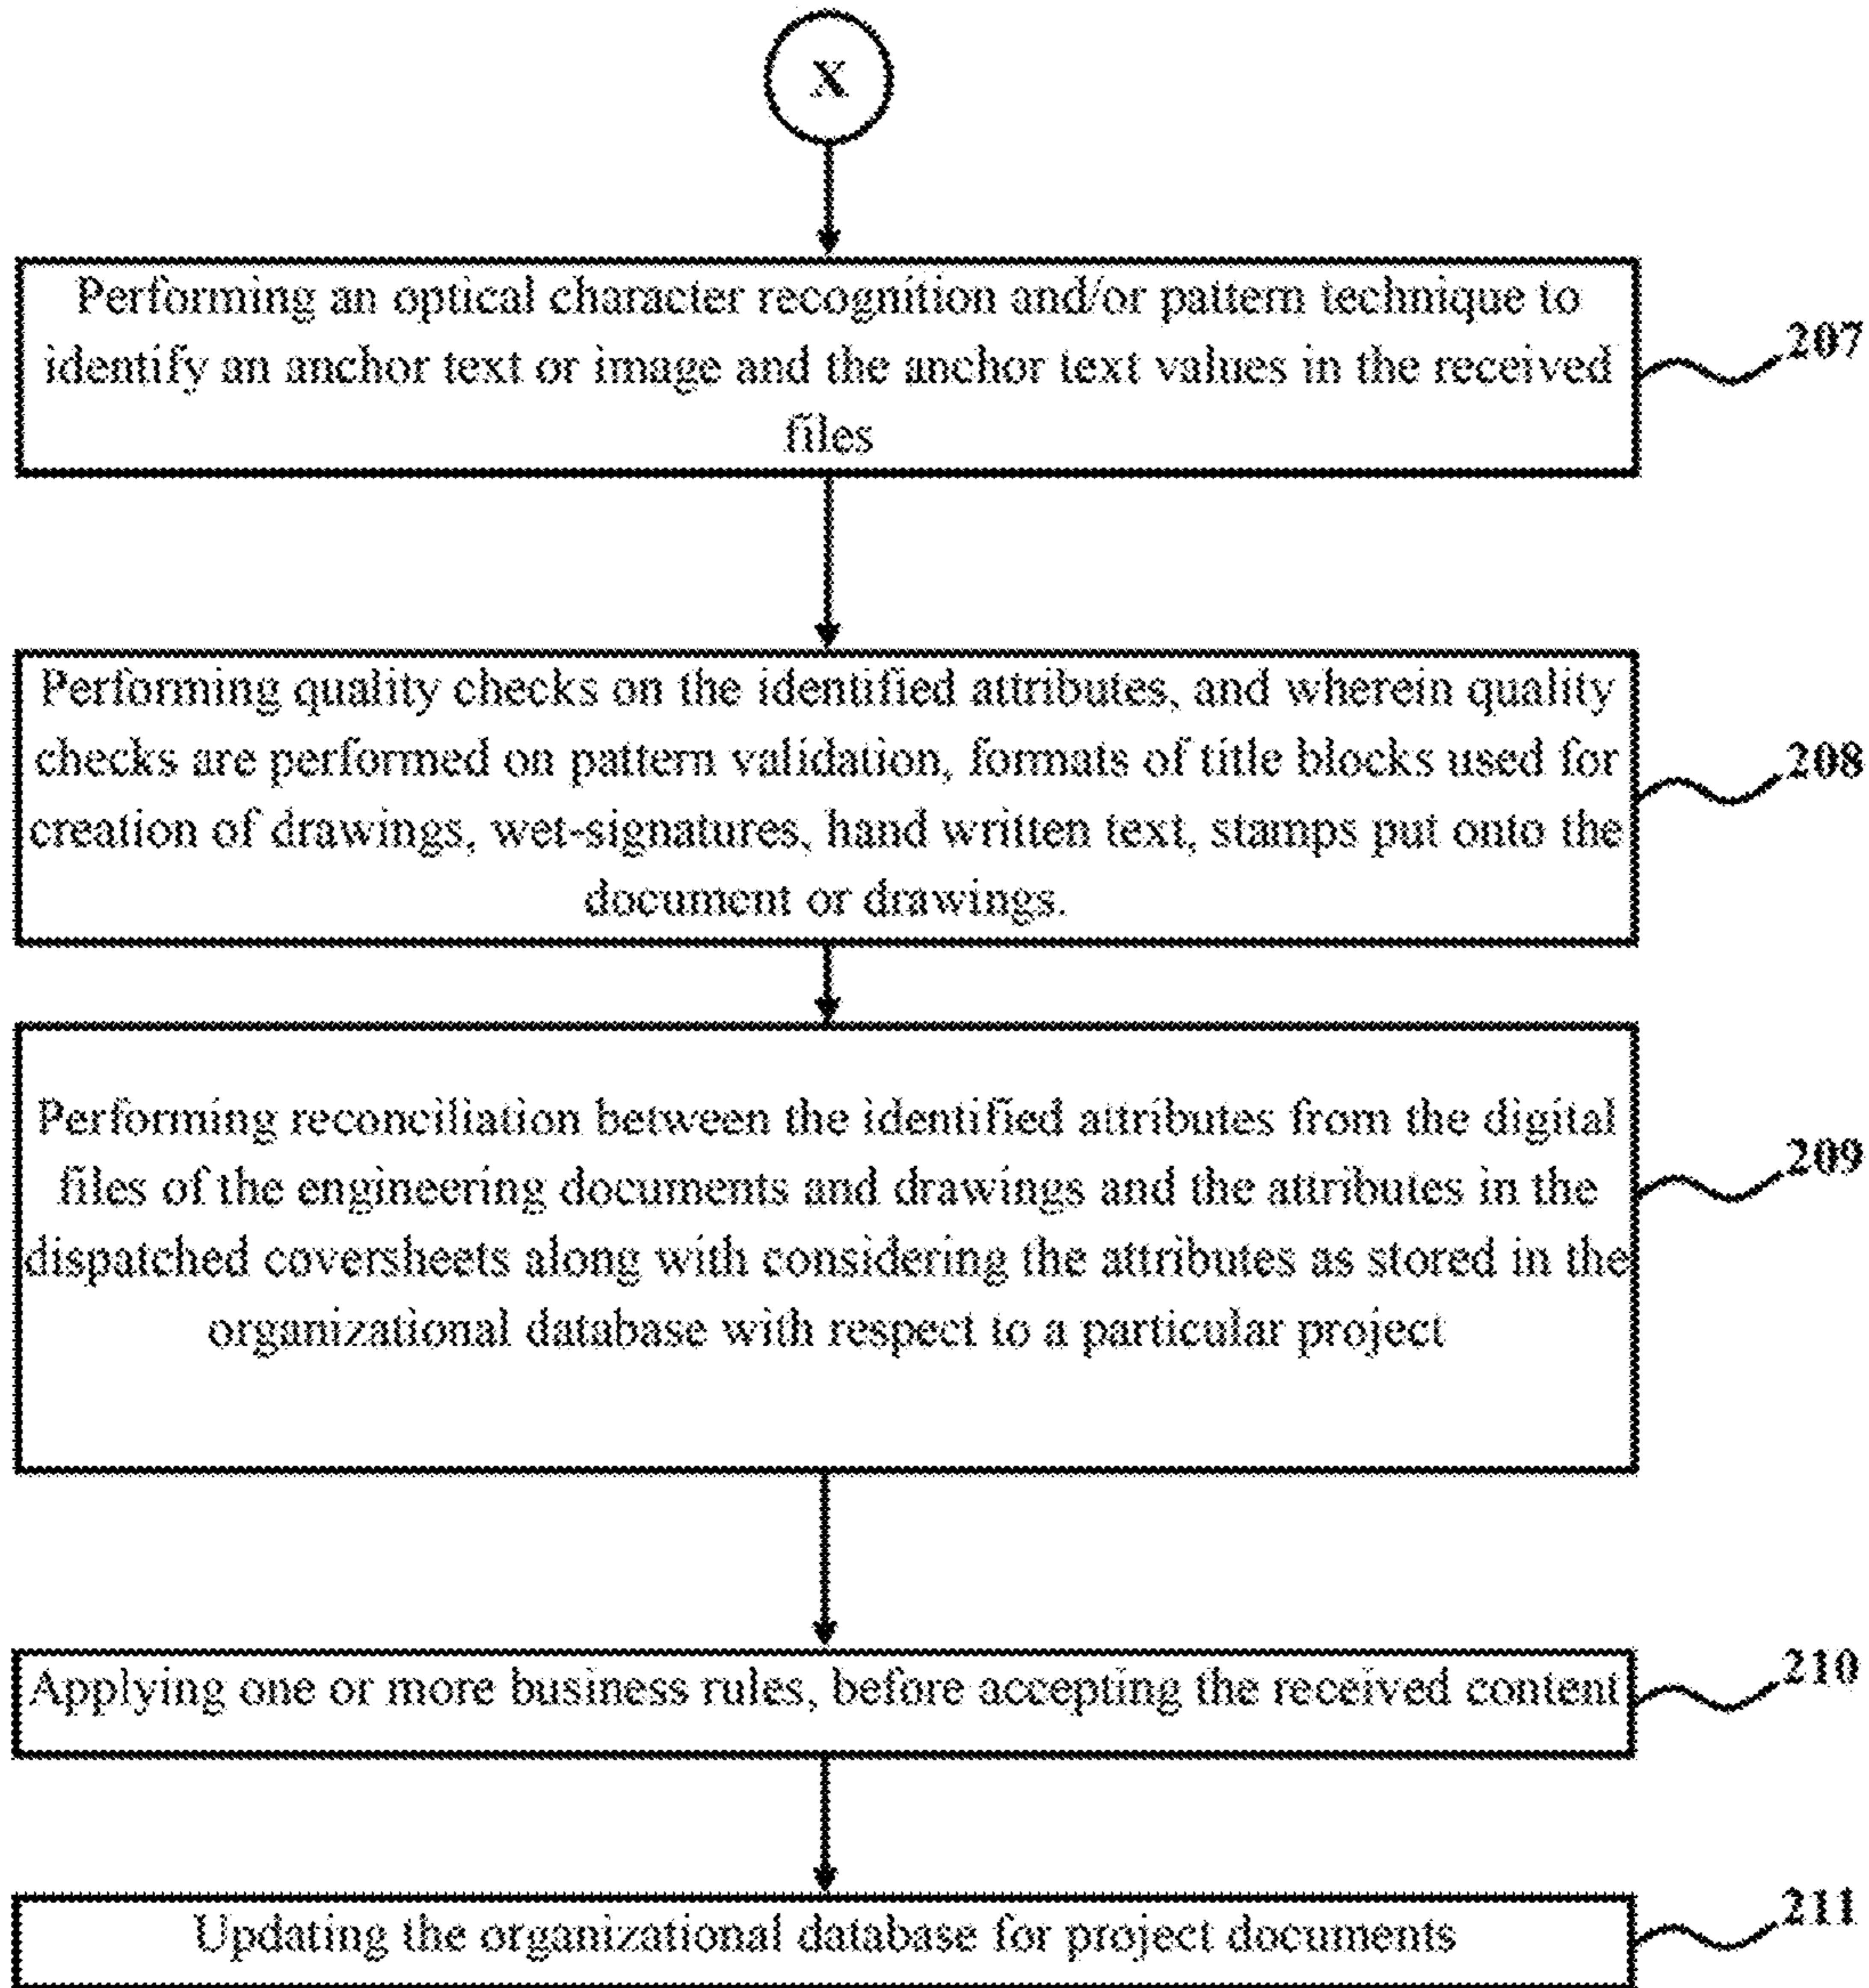 X
Performing an optical character recognition and/or pattern technique to
identify an anchor text or image and the anchor text values in the received
files
207
Performing quality checks on the identified attributes, and wherein quality
checks are performed on pattern validation, formats of title blocks used for
creation of drawings, wet-signatures, hand written text, stamps put onto the
document or drawings.
208
Performing reconciliation between the identified attributes from the digital
files of the engineering documents and drawings and the attributes in the
dispatched coversheets along with considering the attributes as stored in the
organizational database with respect to a particular project
209
Applying one or more business rules, before accepting the received content
210
Updating the organizational database for project documents
211